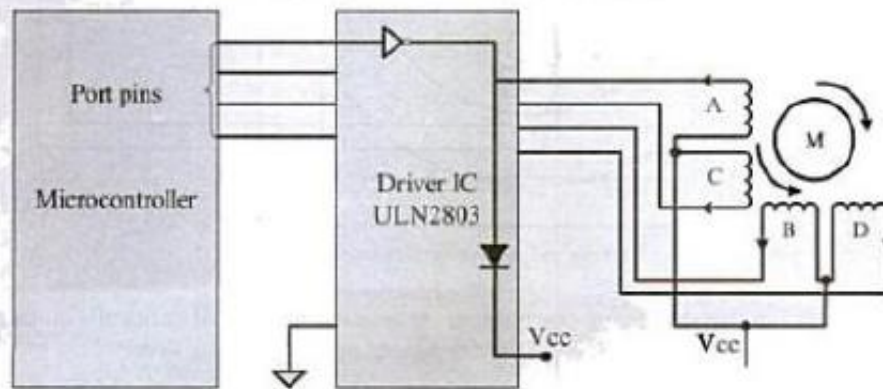 Port pins
Microcontroller
Driver IC
ULN2803
Vcc
A
C
B
D
M
Vcc